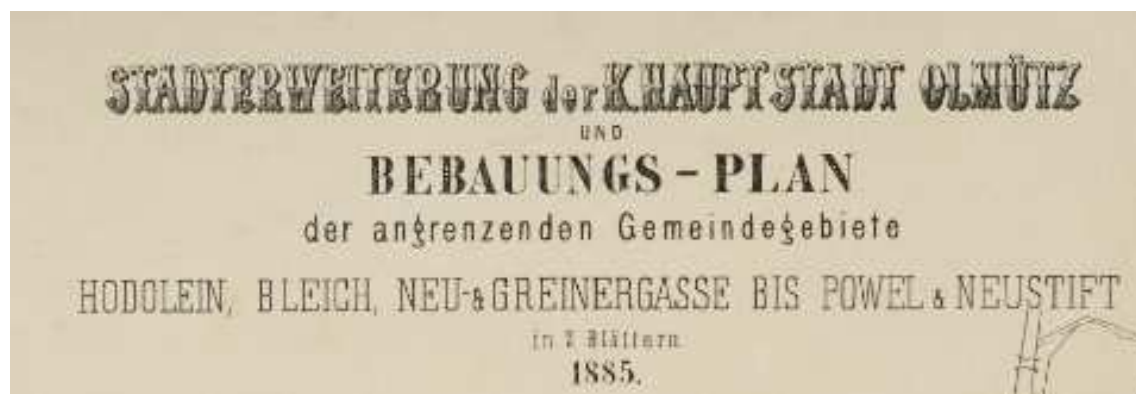 STADTERWEITERUNG der K. HAUPTSTADT OLMÜTZ
UND
BEBAUUNGS - PLAN
der angrenzenden Gemeindegebiete
HODOLEIN, BLEICH, NEU- & GREINERGASSE BIS POWEL & NEUSTIFT
in 2 Blättern
1885.